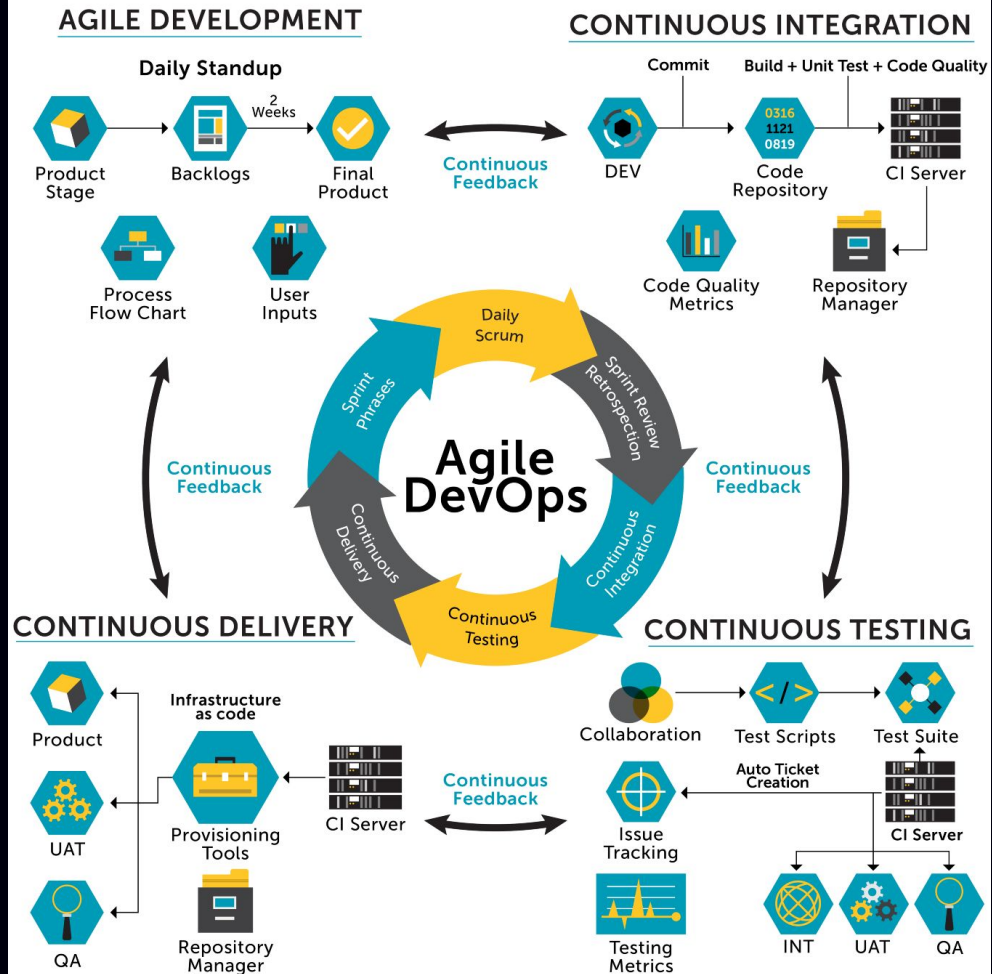 AGILE DEVELOPMENT
Daily Standup
Product
Stage
Backlogs
2
Weeks
Final
Product
Process
Flow Chart
User
Inputs
Continuous
Feedback
CONTINUOUS INTEGRATION
Commit
Build + Unit Test + Code Quality
DEV
0316
1121
0819
Code
Repository
CI Server
Code Quality
Metrics
Repository
Manager
Continuous
Feedback
Agile
DevOps
Daily
Scrum
Sprint Review
Retrospection
Continuous
Integration
Continuous
Testing
Continuous
Delivery
Sprint
Phrases
Continuous
Feedback
CONTINUOUS DELIVERY
Product
Infrastructure
as code
UAT
Provisioning
Tools
CI Server
QA
Repository
Manager
Continuous
Feedback
CONTINUOUS TESTING
Collaboration
</>
Test Scripts
Test Suite
Auto Ticket
Creation
Issue
Tracking
CI Server
Testing
Metrics
INT
UAT
QA